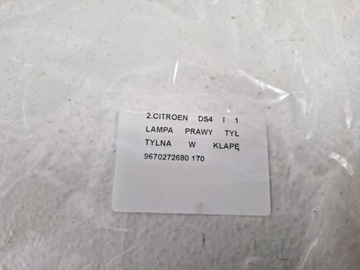 2.CITROEN DS4 I 1
LAMPA PRAWY TYŁ
TYLNA W KLAPĘ
9670272680 170